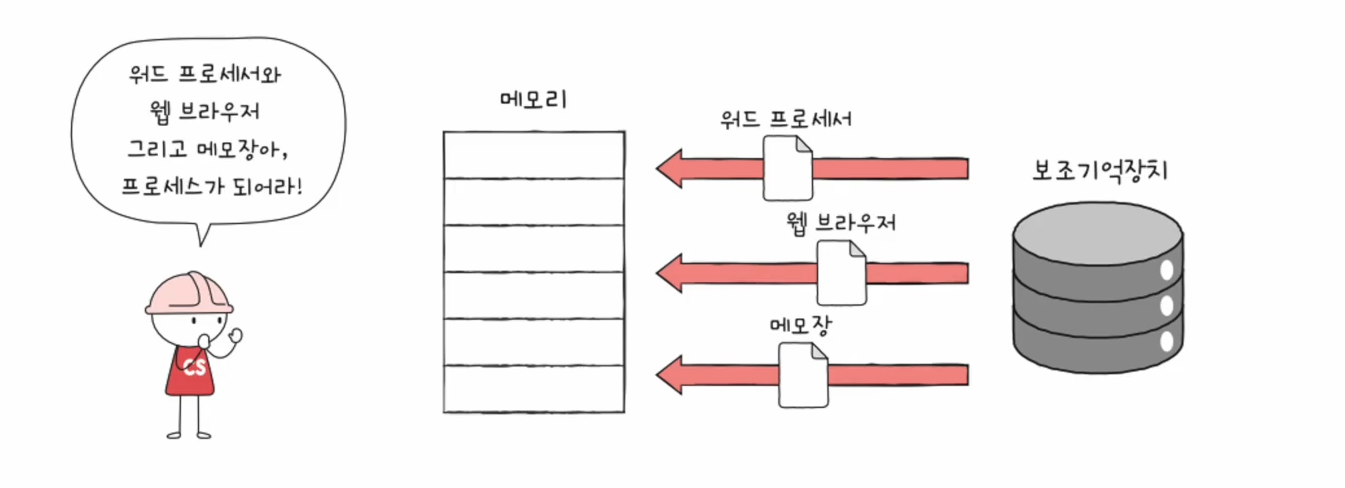 워드 프로세서와
웹 브라우저
그리고 메모장아,
프로세스가 되어라!
CS
메모리
워드 프로세서
웹 브라우저
메모장
보조기억장치